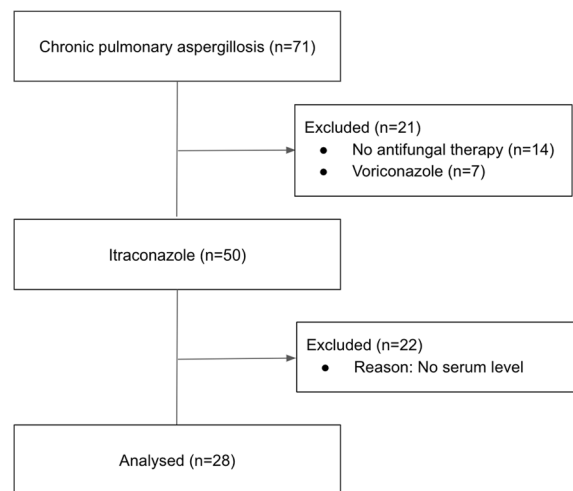 Chronic pulmonary aspergillosis (n=71)
Excluded (n=21)
● No antifungal therapy (n=14)
● Voriconazole (n=7)
Itraconazole (n=50)
Excluded (n=22)
● Reason: No serum level
Analysed (n=28)